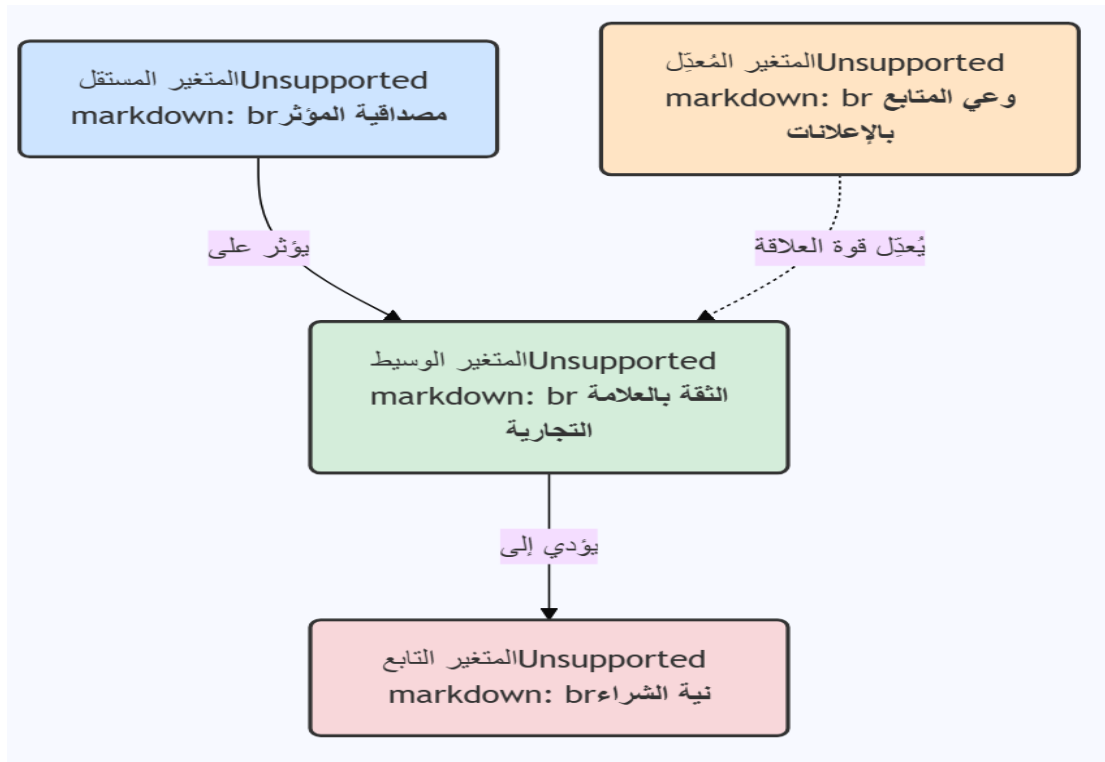 المتغير المستقلUnsupported
markdown: brمصداقية المؤثر
المتغير المُعدِّلUnsupported
markdown: br وعي المتابع
بالإعلانات
يؤثر على
يُعدِّل قوة العلاقة
المتغير الوسيطUnsupported
markdown: br الثقة بالعلامة
التجارية
يؤدي إلى
المتغير التابعUnsupported
markdown: brنية الشراء